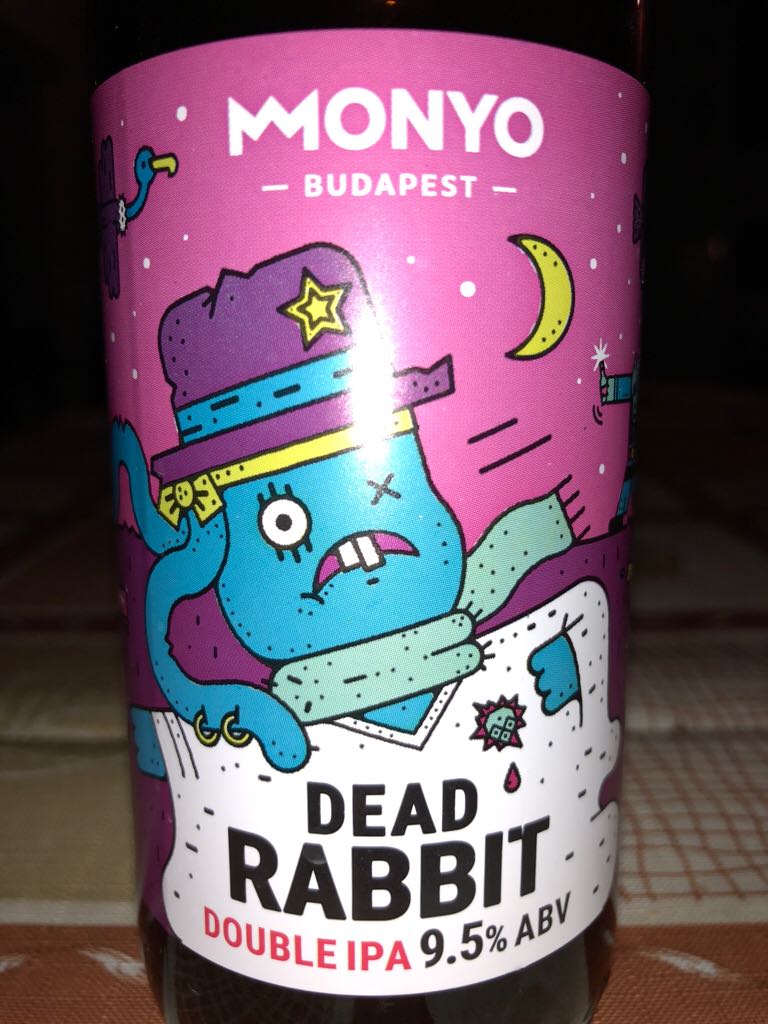 MONYO
— BUDAPEST —
DEAD
RABBIT
DOUBLE IPA 9.5% ABV